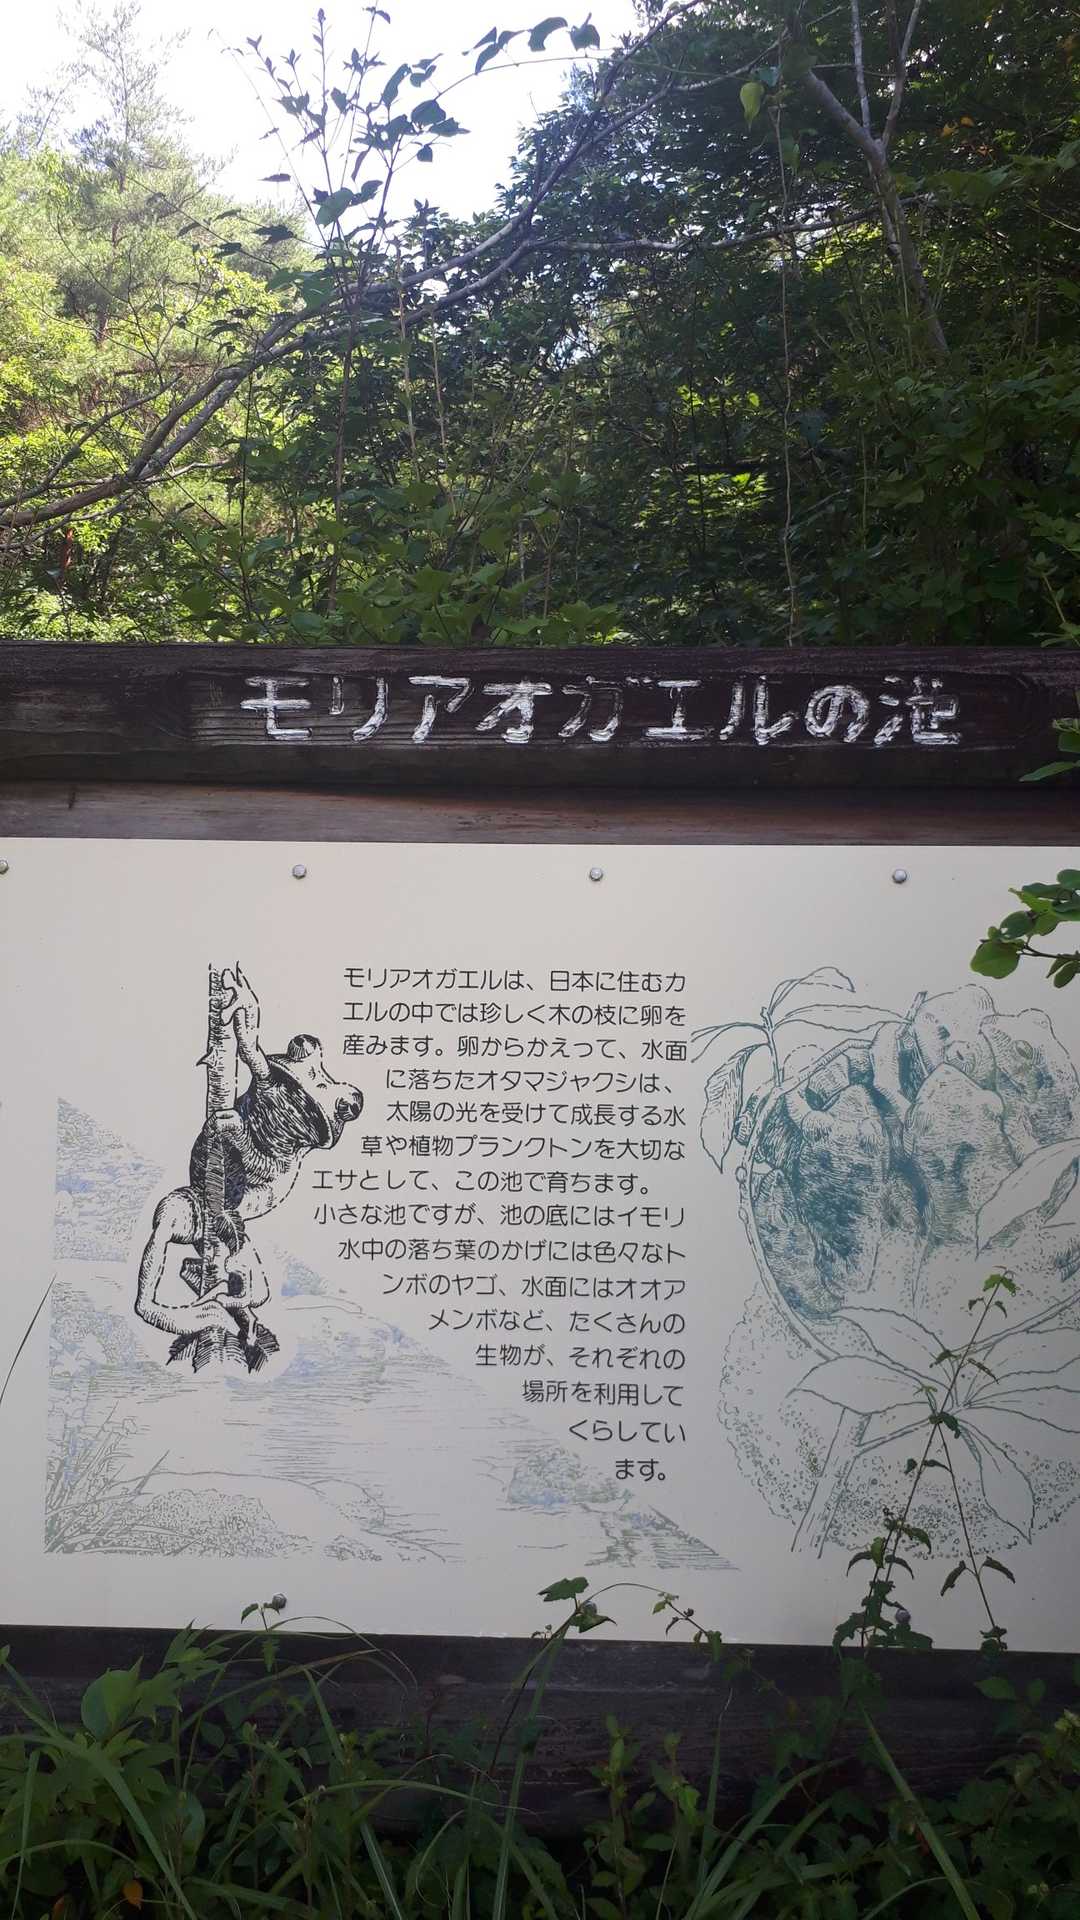 モリアオガエルの池
モリアオガエルは、日本に住むカ
エルの中では珍しく木の枝に卵を
産みます。卵からかえって、水面
に落ちたオタマジャクシは、
太陽の光を受けて成長する水
草や植物プランクトンを大切な
エサとして、この池で育ちます。
小さな池ですが、池の底にはイモリ
水中の落ち葉のかげには色々なト
ンボのヤゴ、水面にはオオア
メンボなど、たくさんの
生物が、それぞれの
場所を利用して
くらしてい
ます。